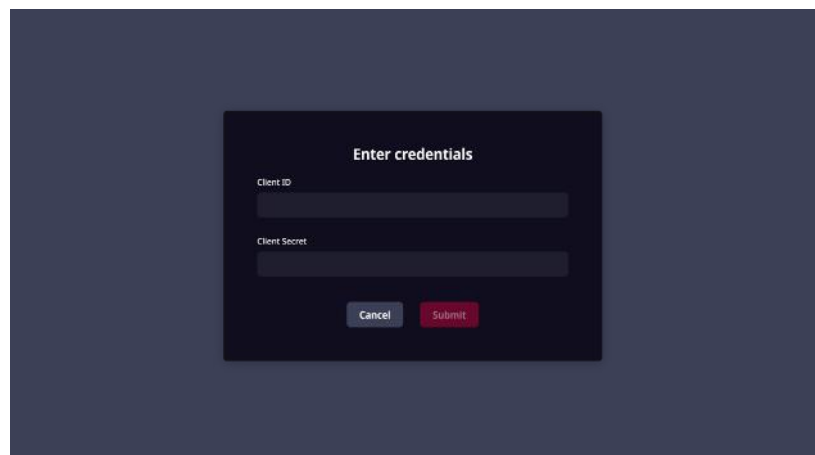 Enter credentials
Client ID
Client Secret
Cancel
Submit